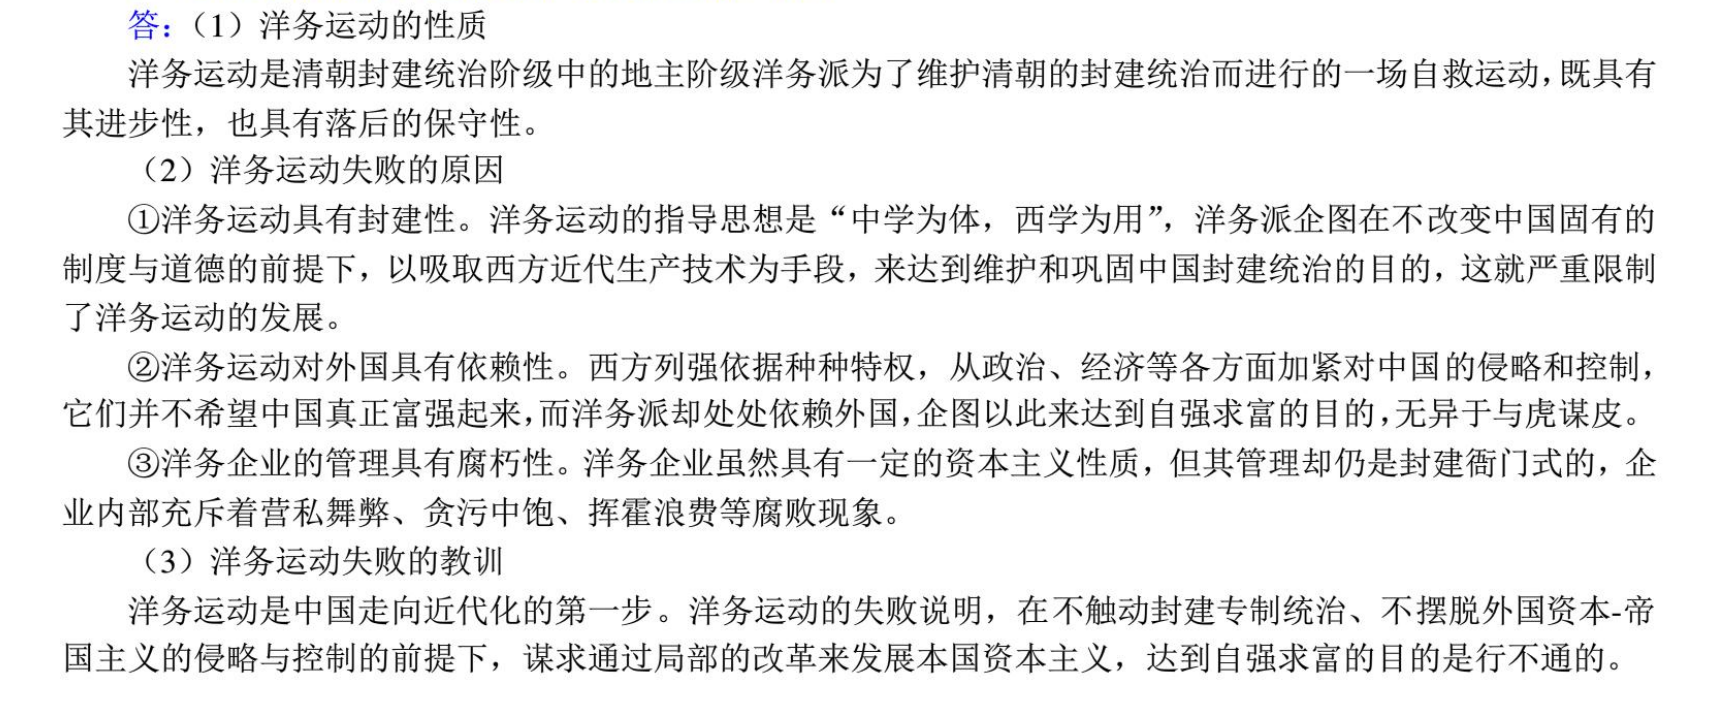 答：（1）洋务运动的性质
洋务运动是清朝封建统治阶级中的地主阶级洋务派为了维护清朝的封建统治而进行的一场自救运动，既具有
其进步性，也具有落后的保守性。
（2）洋务运动失败的原因
①洋务运动具有封建性。洋务运动的指导思想是“中学为体，西学为用”，洋务派企图在不改变中国固有的
制度与道德的前提下，以吸取西方近代生产技术为手段，来达到维护和巩固中国封建统治的目的，这就严重限制
了洋务运动的发展。
②洋务运动对外国具有依赖性。西方列强依据种种特权，从政治、经济等各方面加紧对中国的侵略和控制，
它们并不希望中国真正富强起来，而洋务派却处处依赖外国，企图以此来达到自强求富的目的，无异于与虎谋皮。
③洋务企业的管理具有腐朽性。洋务企业虽然具有一定的资本主义性质，但其管理却仍是封建衙门式的，企
业内部充斥着营私舞弊、贪污中饱、挥霍浪费等腐败现象。
（3）洋务运动失败的教训
洋务运动是中国走向近代化的第一步。洋务运动的失败说明，在不触动封建专制统治、不摆脱外国资本-帝
国主义的侵略与控制的前提下，谋求通过局部的改革来发展本国资本主义，达到自强求富的目的是行不通的。